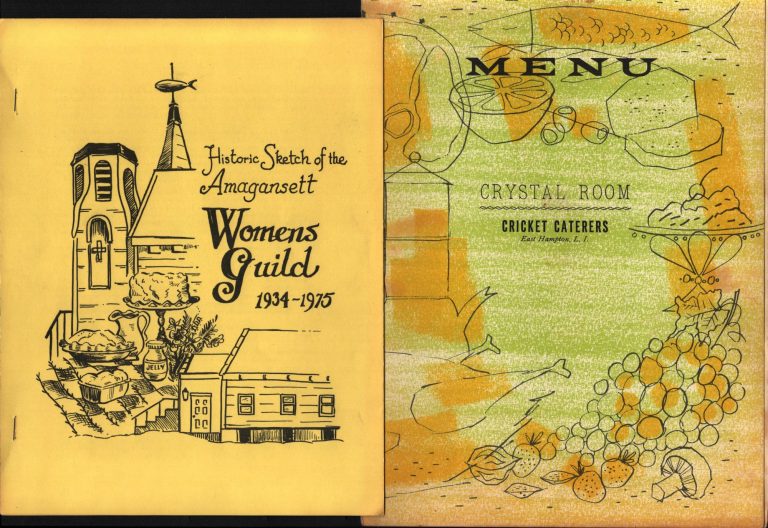 Historic Sketch of the
Amagansett
Womens
Guild
1934-1975
JELLY
MENU
CRYSTAL ROOM
CRICKET CATERERS
East Hampton, L. I.